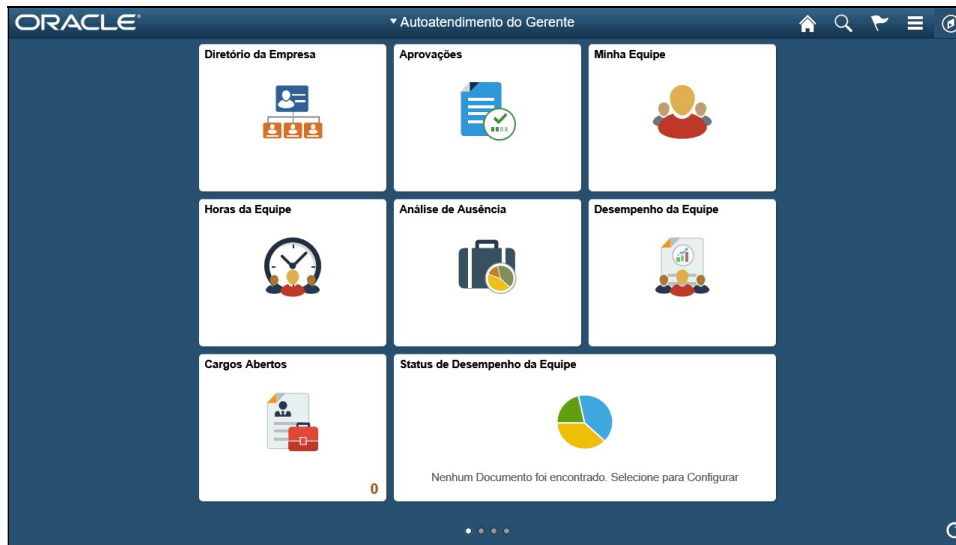 ORACLE
Autoatendimento do Gerente
Diretório da Empresa
Aprovações
Minha Equipe
Horas da Equipe
Análise de Ausência
Desempenho da Equipe
Cargos Abertos
0
Status de Desempenho da Equipe
Nenhum Documento foi encontrado. Selecione para Configurar